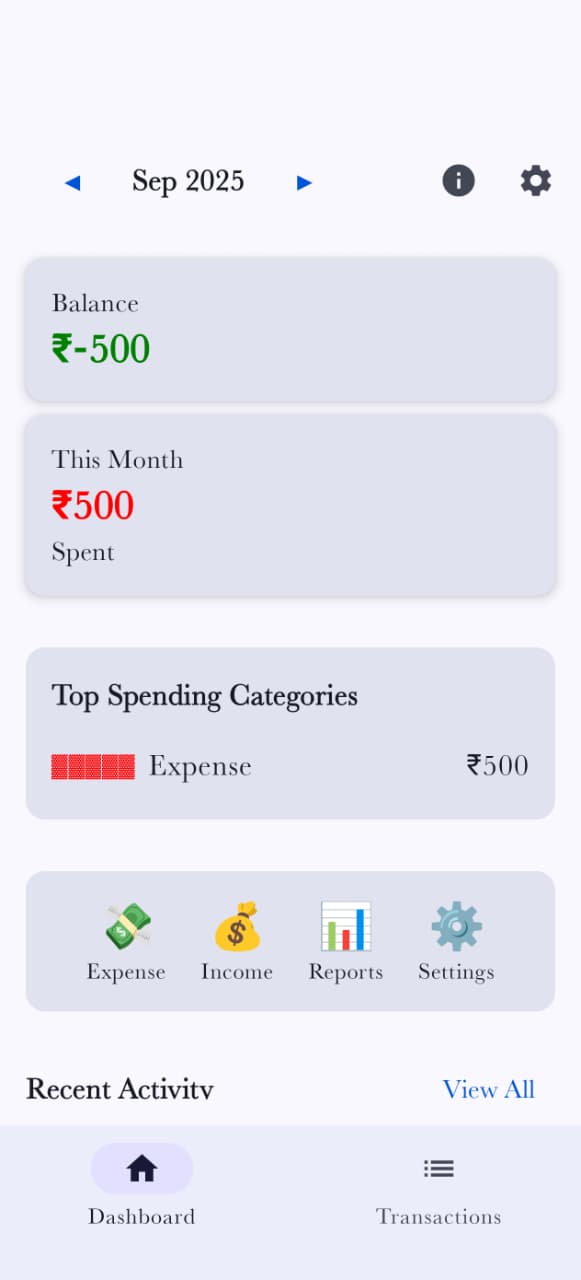 ◀ Sep 2025 ▶
Balance
₹-500
This Month
₹500
Spent
Top Spending Categories
▓▓▓▓▓ Expense ₹500
Expense Income Reports Settings
Recent Activity View All
Dashboard Transactions